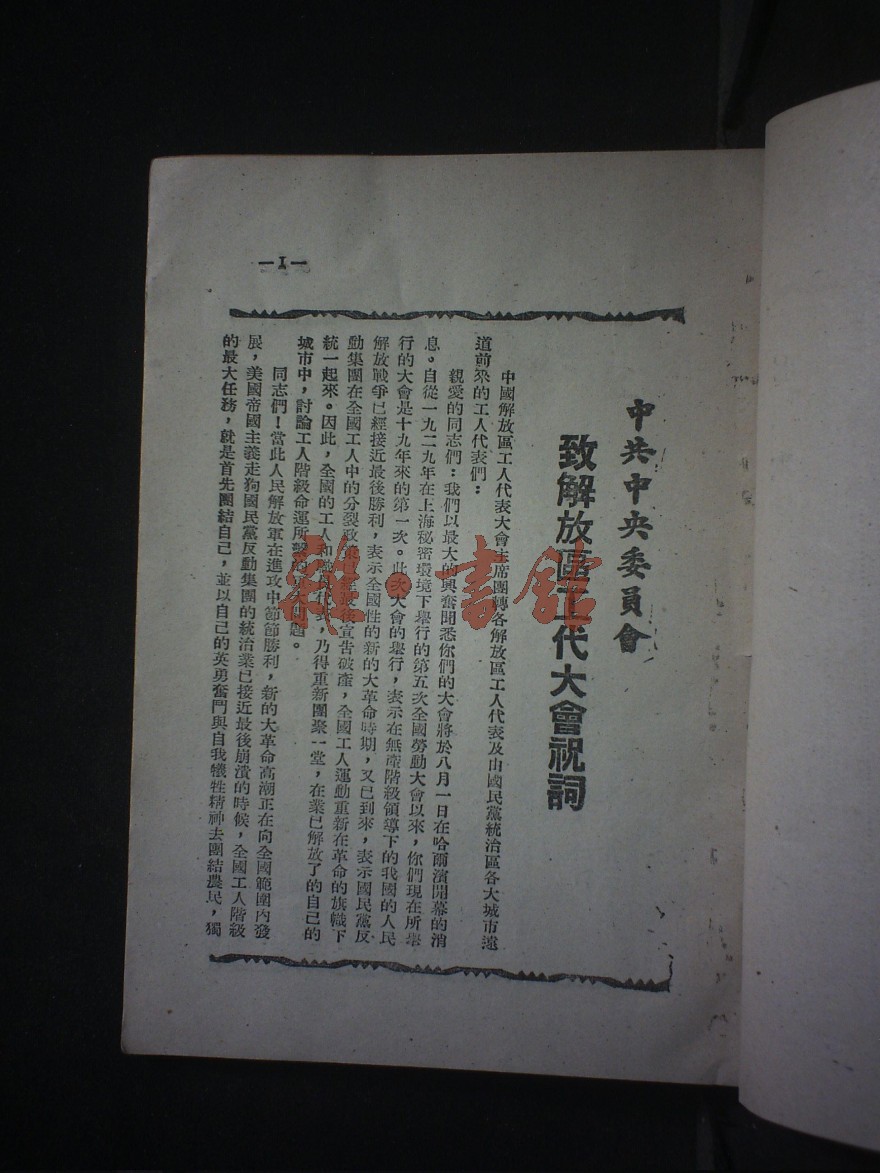 中共中央委員會
致解放區工代大會祝詞
中國解放區工人代表大會主席團轉各解放區工人代表及由國民黨統治區各大城市遠
道前來的工人代表們：
親愛的同志們：我們以最大的興奮聞悉你們的大會將於八月一日在哈爾濱開幕的消
息。自從一九二九年在上海秘密環境下舉行的第五次全國勞動大會以來，你們現在所舉
行的大會是十九年來的第一次。此次大會的舉行，表示在無產階級領導下的我國的人民
解放戰爭已經接近最後勝利，表示全國性的新的大革命時期，又已到來，表示國民黨反
動集團在全國工人中的分裂政最後宣告破產，全國工人運動重新在革命的旗幟下
統一起來。因此，全國的工人和代表，乃得重新團聚一堂，在業已解放了的自己的
城市中，討論工人階級命運所大問題。
同志們！當此人民解放軍在進攻中節節勝利，新的大革命高潮正在向全國範圍內發
展，美國帝國主義走狗國民黨反動集團的統治業已接近最後崩潰的時候，全國工人階級
的最大任務，就是首先團結自己，並以自己的英勇奮鬥與自我犧牲精神去團結農民，獨
—1—
雜·書館